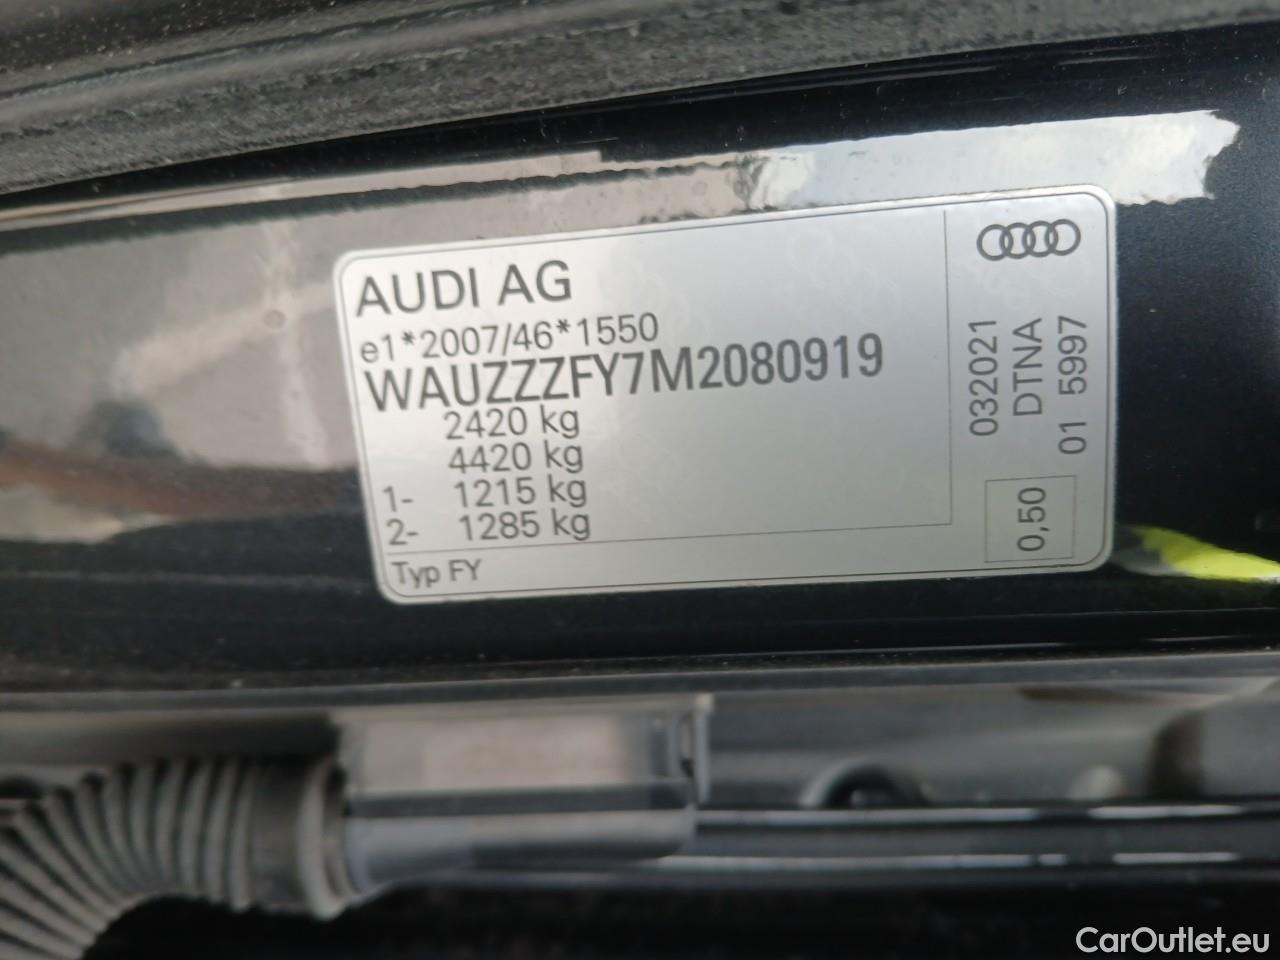 AUDI AG
e1*2007/46*1550
WAUZZZFY7M2080919
2420 kg
4420 kg
1- 1215 kg
2- 1285 kg
Typ FY
032021
DTNA
01 5997
0,50
CarOutlet.eu